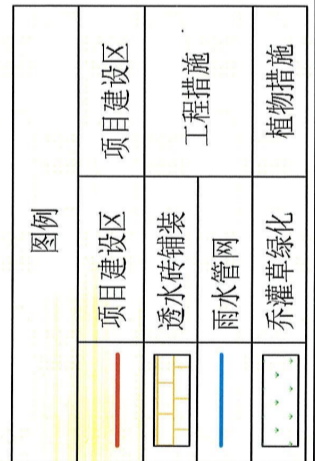 图例
项目建设区 项目建设区
透水砖铺装 工程措施
雨水管网
乔灌草绿化 植物措施